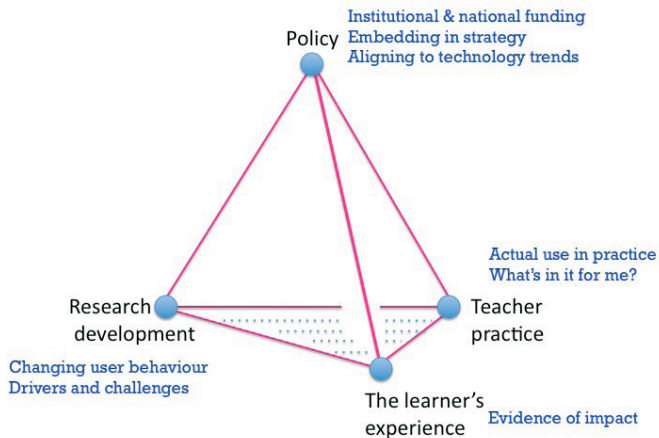 Institutional & national funding
Policy
Embedding in strategy
Aligning to technology trends
Actual use in practice
What's in it for me?
Research
development
Teacher
practice
Changing user behaviour
Drivers and challenges
The learner's
experience
Evidence of impact